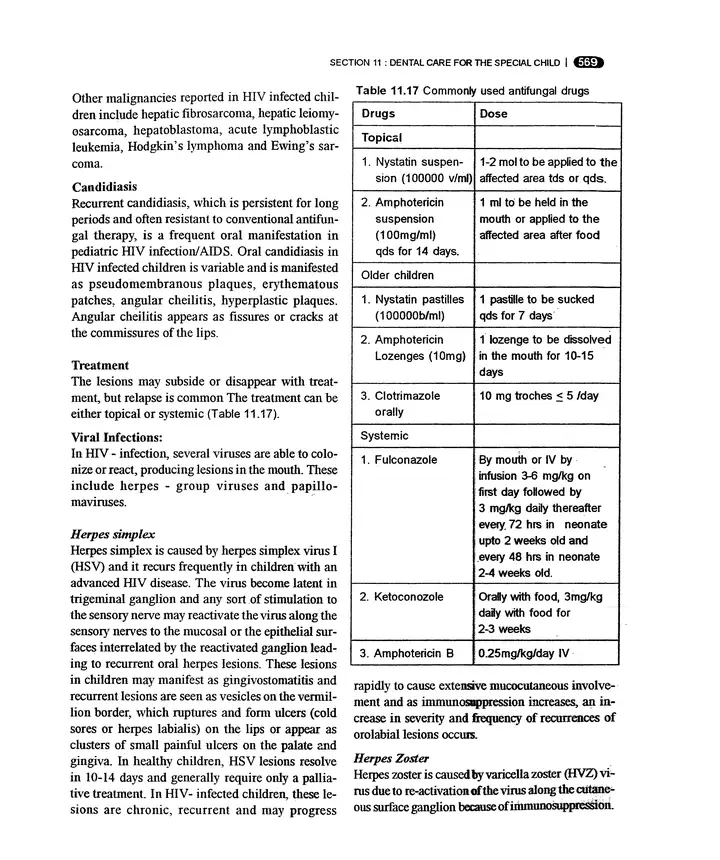 SECTION 11 : DENTAL CARE FOR THE SPECIAL CHILD | 569
Other malignancies reported in HIV infected chil-
dren include hepatic fibrosarcoma, hepatic leiomy-
osarcoma, hepatoblastoma, acute lymphoblastic
leukemia, Hodgkin's lymphoma and Ewing's sar-
coma.
Candidiasis
Recurrent candidiasis, which is persistent for long
periods and often resistant to conventional antifun-
gal therapy, is a frequent oral manifestation in
pediatric HIV infection/AIDS. Oral candidiasis in
HIV infected children is variable and is manifested
as pseudomembranous plaques, erythematous
patches, angular cheilitis, hyperplastic plaques.
Angular cheilitis appears as fissures or cracks at
the commissures of the lips.
Treatment
The lesions may subside or disappear with treat-
ment, but relapse is common The treatment can be
either topical or systemic (Table 11.17).
Viral Infections:
In HIV - infection, several viruses are able to colo-
nize or react, producing lesions in the mouth. These
include herpes - group viruses and papillo-
maviruses.
Herpes simplex
Herpes simplex is caused by herpes simplex virus I
(HSV) and it recurs frequently in children with an
advanced HIV disease. The virus become latent in
trigeminal ganglion and any sort of stimulation to
the sensory nerve may reactivate the virus along the
sensory nerves to the mucosal or the epithilial sur-
faces interrelated by the reactivated ganglion lead-
ing to recurrent oral herpes lesions. These lesions
in children may manifest as gingivostomatitis and
recurrent lesions are seen as vesicles on the vermil-
lion border, which ruptures and form ulcers (cold
sores or herpes labialis) on the lips or appear as
clusters of small painful ulcers on the palate and
gingiva. In healthy children, HSV lesions resolve
in 10-14 days and generally require only a pallia-
tive treatment. In HIV- infected children, these le-
sions are chronic, recurrent and may progress
Table 11.17 Commonly used antifungal drugs
Drugs Dose
Topical
1. Nystatin suspen- 1-2 mol to be applied to the
sion (100000 v/ml) affected area tds or qds.
2. Amphotericin 1 ml to be held in the
suspension mouth or applied to the
(100mg/ml) affected area after food
qds for 14 days.
Older children
1. Nystatin pastilles 1 pastille to be sucked
(100000b/ml) qds for 7 days
2. Amphotericin 1 lozenge to be dissolved
Lozenges (10mg) in the mouth for 10-15
days
3. Clotrimazole 10 mg troches ≤ 5 /day
orally
Systemic
1. Fulconazole By mouth or IV by
infusion 3-6 mg/kg on
first day followed by
3 mg/kg daily thereafter
every 72 hrs in neonate
upto 2 weeks old and
every 48 hrs in neonate
2-4 weeks old.
2. Ketoconozole Orally with food, 3mg/kg
daily with food for
2-3 weeks
3. Amphotericin B 0.25mg/kg/day IV
rapidly to cause extensive mucocutaneous involve-
ment and as immunosuppression increases, an in-
crease in severity and frequency of recurrences of
orolabial lesions occurs.
Herpes Zoster
Herpes zoster is caused by varicella zoster (HVZ) vi-
rus due to re-activation of the virus along the cutane-
ous surface ganglion because of immunosuppression.